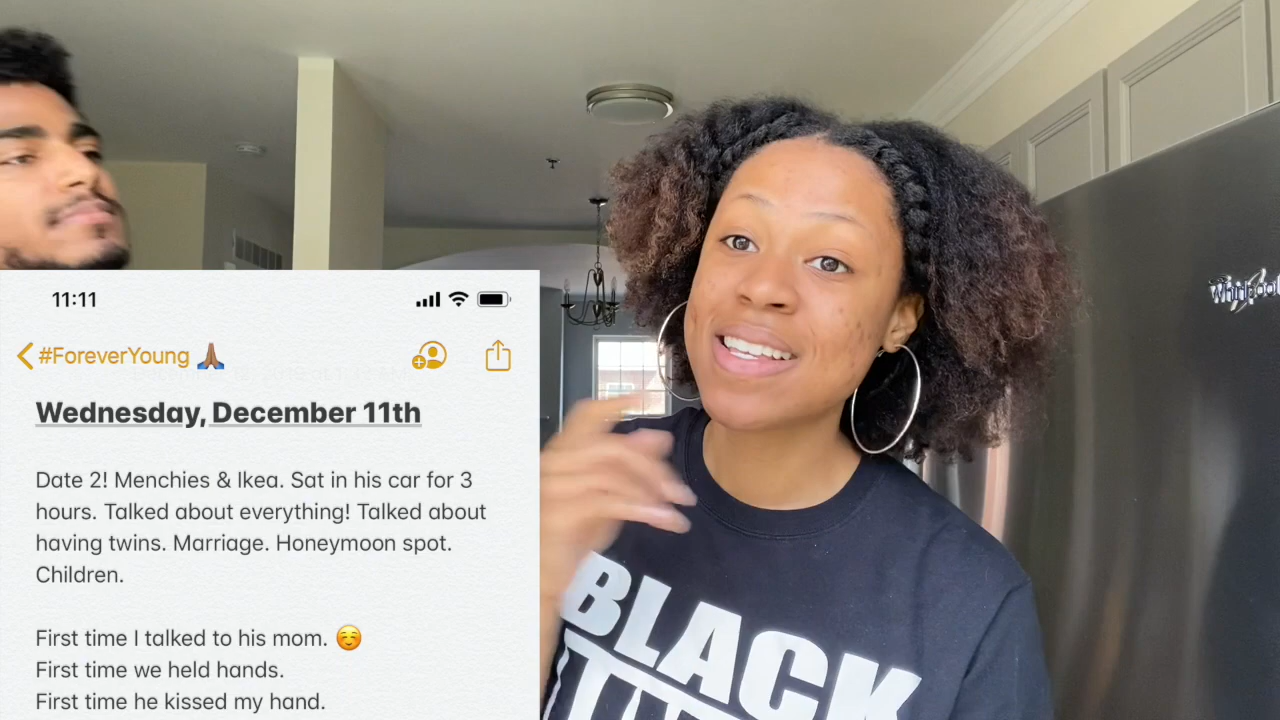 11:11
#ForeverYoung 🙏🏽
Wednesday, December 11th
Date 2! Menchies & Ikea. Sat in his car for 3
hours. Talked about everything! Talked about
having twins. Marriage. Honeymoon spot.
Children.
First time I talked to his mom. ☺️
First time we held hands.
First time he kissed my hand.
Whirlpool
BLACK